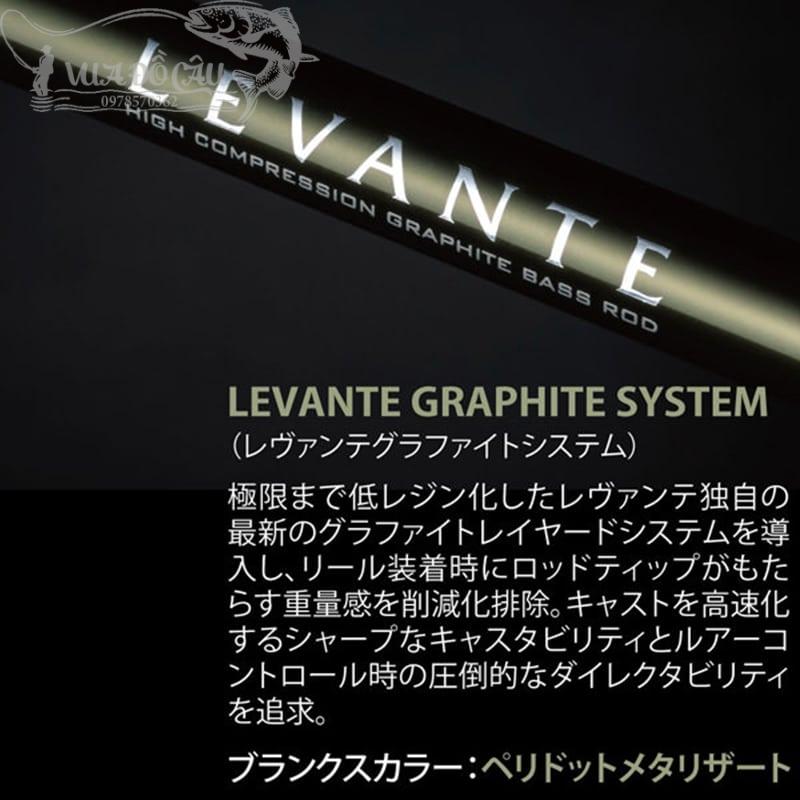 VUA ĐỒ CÂU
0978570962
LEVANTE
HIGH COMPRESSION GRAPHITE BASS ROD
LEVANTE GRAPHITE SYSTEM
（レヴァンテグラファイトシステム）
極限まで低レジン化したレヴァンテ独自の
最新のグラファイトレイヤードシステムを導
入し、リール装着時にロッドティップがもた
らす重量感を削減化排除。キャストを高速化
するシャープなキャスタビリティとルアーコ
ントロール時の圧倒的なダイレクタビリティ
を追求。
ブランクスカラー：ペリドットメタリザート